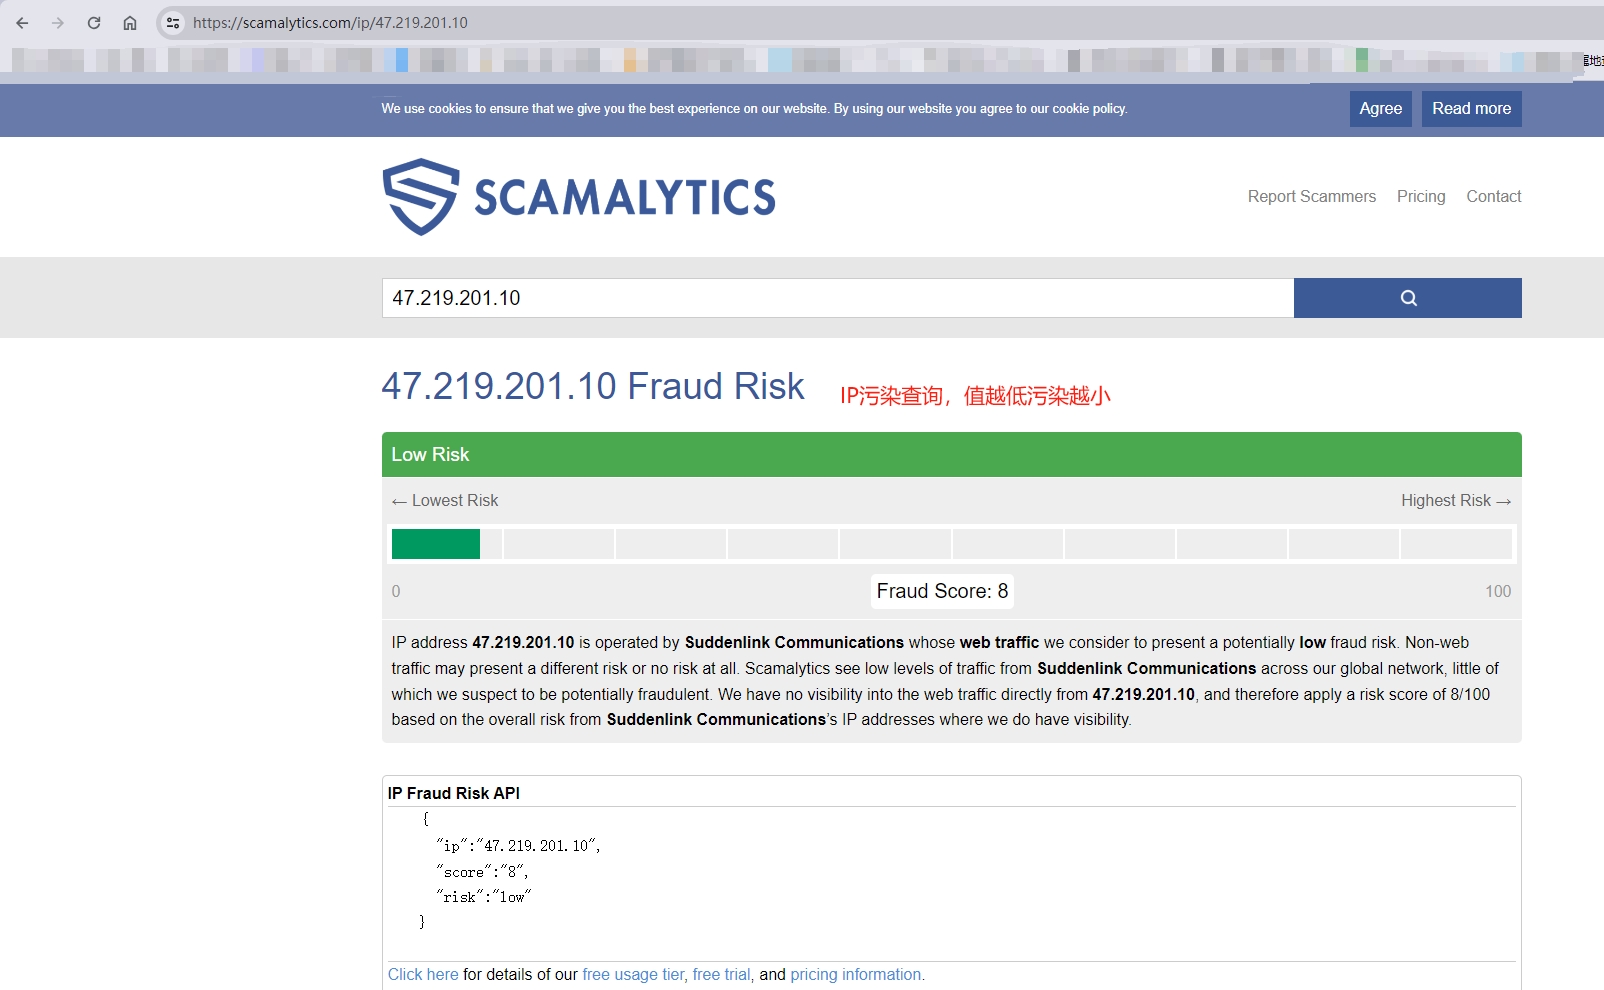 https://scamalytics.com/ip/47.219.201.10
We use cookies to ensure that we give you the best experience on our website. By using our website you agree to our cookie policy.
Agree
Read more
SCAMALYTICS
Report Scammers
Pricing
Contact
47.219.201.10
47.219.201.10 Fraud Risk
IP污染查询，值越低污染越小
Low Risk
← Lowest Risk
Highest Risk →
0
Fraud Score: 8
100
IP address 47.219.201.10 is operated by Suddenlink Communications whose web traffic we consider to present a potentially low fraud risk. Non-web
traffic may present a different risk or no risk at all. Scamalytics see low levels of traffic from Suddenlink Communications across our global network, little of
which we suspect to be potentially fraudulent. We have no visibility into the web traffic directly from 47.219.201.10, and therefore apply a risk score of 8/100
based on the overall risk from Suddenlink Communications's IP addresses where we do have visibility.
IP Fraud Risk API
{
"ip":"47.219.201.10",
"score":"8",
"risk":"low"
}
Click here for details of our free usage tier, free trial, and pricing information.